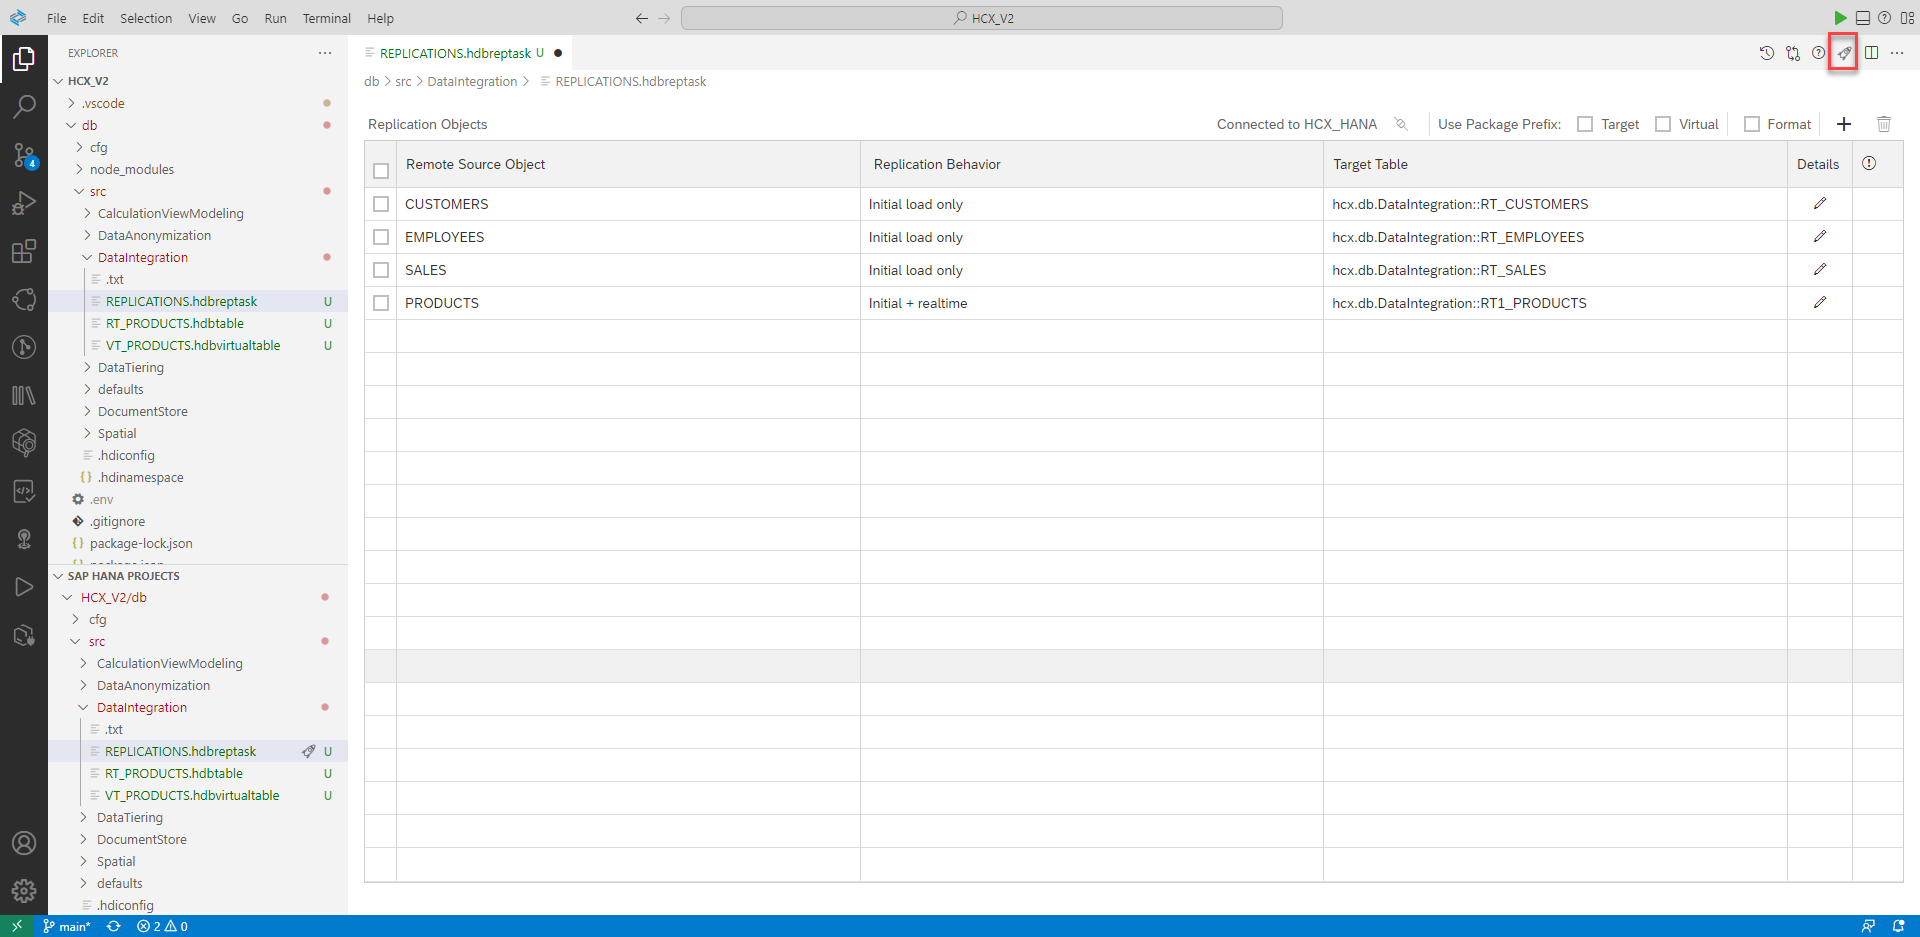 File Edit Selection View Go Run Terminal Help
HCX_V2
EXPLORER
HCX_V2
.vscode
db
cfg
node_modules
src
CalculationViewModeling
DataAnonymization
DataIntegration
.txt
REPLICATIONS.hdbreptask U
RT_PRODUCTS.hdbtable U
VT_PRODUCTS.hdbvirtualtable U
DataTiering
defaults
DocumentStore
Spatial
.hdiconfig
{} .hdinamespace
.env
.gitignore
{} package-lock.json
SAP HANA PROJECTS
HCX_V2/db
cfg
src
CalculationViewModeling
DataAnonymization
DataIntegration
.txt
REPLICATIONS.hdbreptask U
RT_PRODUCTS.hdbtable U
VT_PRODUCTS.hdbvirtualtable U
DataTiering
DocumentStore
Spatial
defaults
.hdiconfig
4
REPLICATIONS.hdbreptask U
db > src > DataIntegration > REPLICATIONS.hdbreptask
Replication Objects Connected to HCX_HANA Use Package Prefix: Target Virtual Format
Remote Source Object Replication Behavior Target Table Details
CUSTOMERS Initial load only hcx.db.DataIntegration::RT_CUSTOMERS
EMPLOYEES Initial load only hcx.db.DataIntegration::RT_EMPLOYEES
SALES Initial load only hcx.db.DataIntegration::RT_SALES
PRODUCTS Initial + realtime hcx.db.DataIntegration::RT1_PRODUCTS
main* 2 0